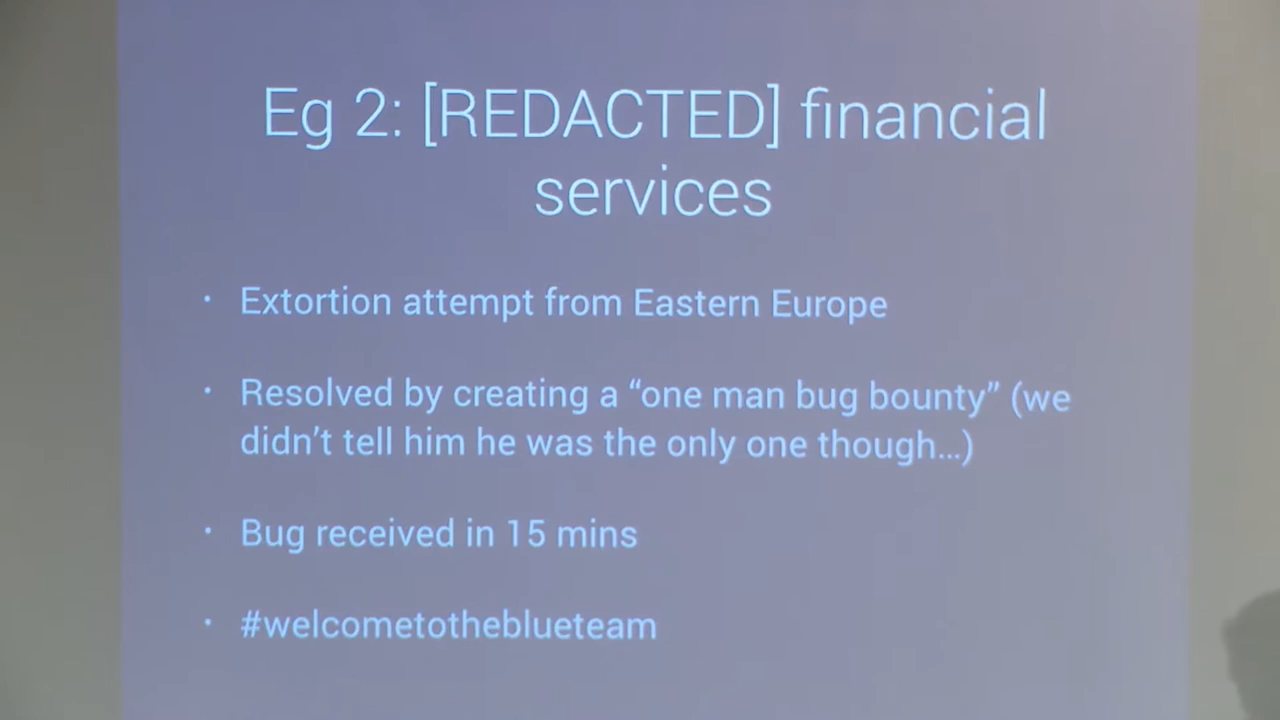 Eg 2: [REDACTED] financial
services
· Extortion attempt from Eastern Europe
· Resolved by creating a “one man bug bounty” (we
didn’t tell him he was the only one though…)
· Bug received in 15 mins
· #welcometotheblueteam